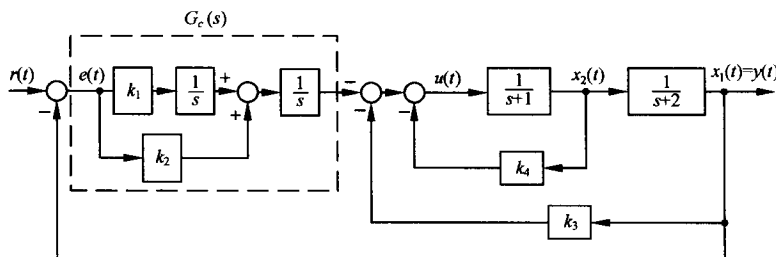 G_c(s)
r(t) e(t) k_1 1/s + 1/s − u(t) 1/(s+1) x_2(t) 1/(s+2) x_1(t)=y(t)
− + − −
k_2 k_4
k_3